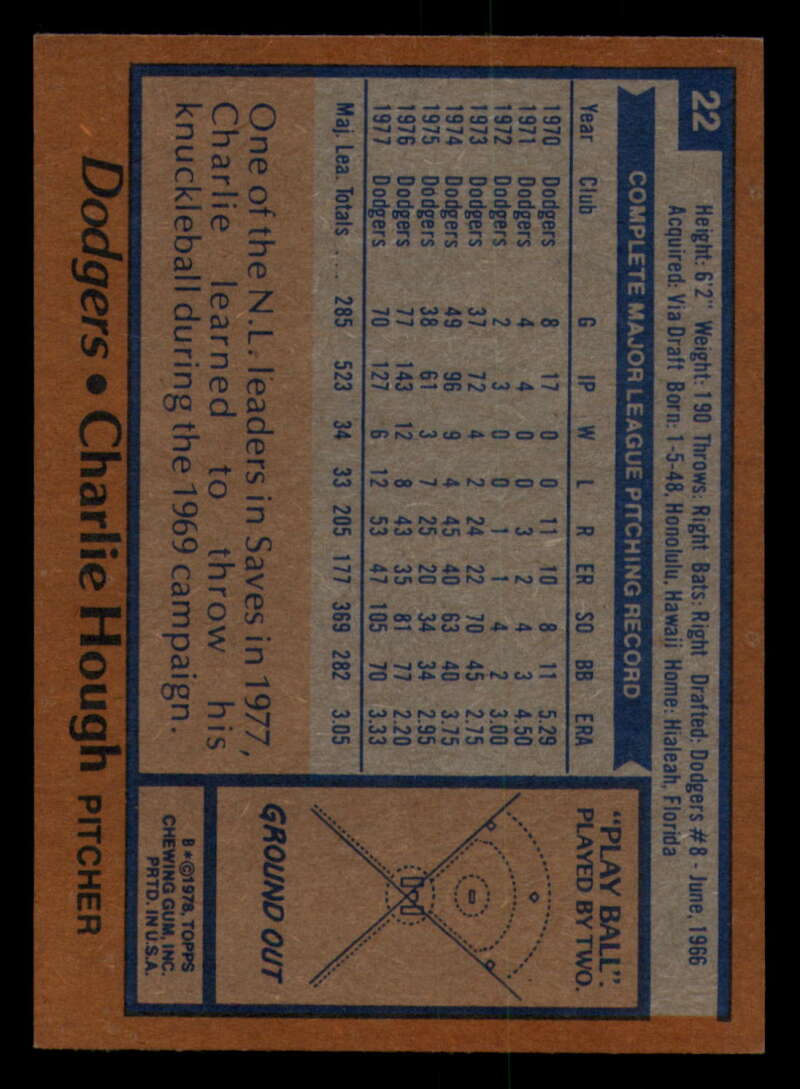 22
Height: 6'2" Weight: 190 Throws: Right Bats: Right Drafted: Dodgers #8 - June, 1966
Acquired: Via Draft Born: 1-5-48, Honolulu, Hawaii Home: Hialeah, Florida
COMPLETE MAJOR LEAGUE PITCHING RECORD
Year Club G IP W L R ER SO BB ERA
1970 Dodgers 8 17 0 0 11 10 8 11 5.29
1971 Dodgers 4 4 0 0 3 2 4 3 4.50
1972 Dodgers 2 3 0 0 1 1 4 2 3.00
1973 Dodgers 37 72 4 2 24 22 70 45 2.75
1974 Dodgers 49 96 9 4 45 40 63 40 3.75
1975 Dodgers 38 61 3 7 25 20 34 34 2.95
1976 Dodgers 77 143 12 8 43 35 81 77 2.20
1977 Dodgers 70 127 6 12 53 47 105 70 3.33
Maj. Lea. Totals .... 285 523 34 33 205 177 369 282 3.05
One of the N.L. leaders in Saves in 1977,
Charlie learned to throw his
knuckleball during the 1969 campaign.
"PLAY BALL":
PLAYED BY TWO.
GROUND OUT
B*©1978, TOPPS
CHEWING GUM, INC.
PRTD. IN U.S.A.
Dodgers • Charlie Hough PITCHER